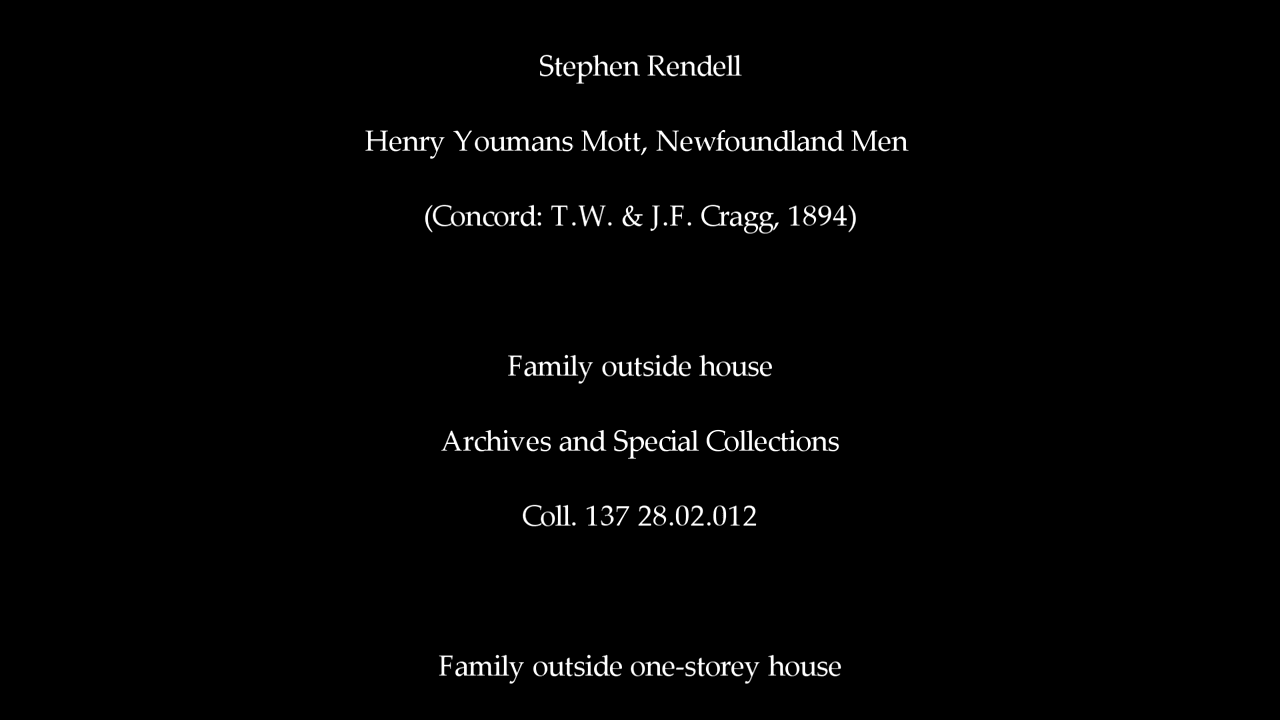 Stephen Rendell
Henry Youmans Mott, Newfoundland Men
(Concord: T.W. & J.F. Cragg, 1894)
Family outside house
Archives and Special Collections
Coll. 137 28.02.012
Family outside one-storey house